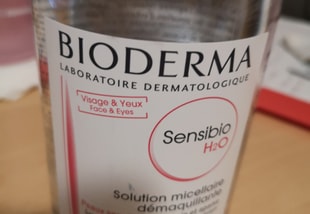 BIODERMA
LABORATOIRE DERMATOLOGIQUE
Visage & Yeux
Face & Eyes
Sensibio
H2O
Solution micellaire
démaquillante